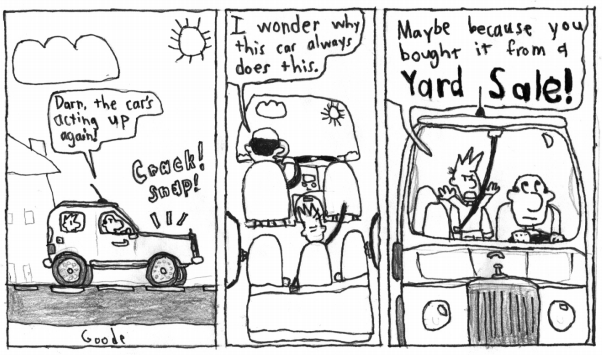 Darn, the car's
acting up
again!
Crack!
Snap!
Goode
I wonder why
this car always
does this.
Maybe because you
bought it from a
Yard Sale!